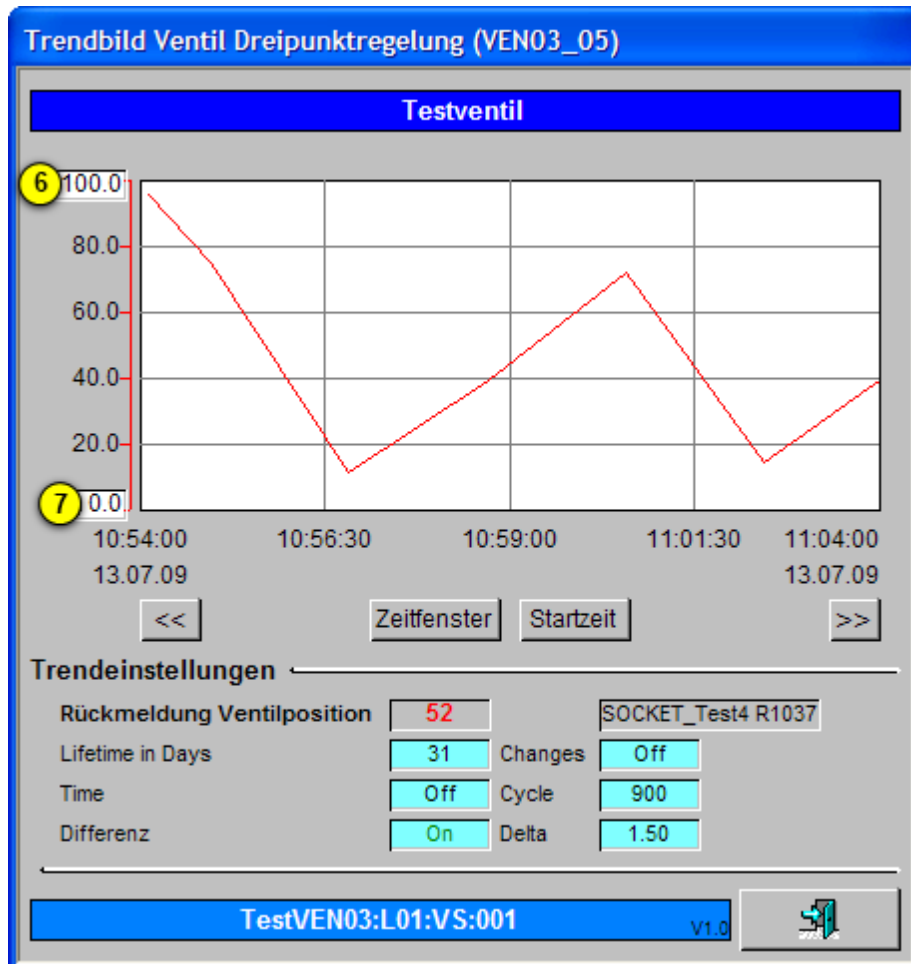 Trendbild Ventil Dreipunktregelung (VEN03_05)
Testventil
6 100.0
80.0
60.0
40.0
20.0
7 0.0
10:54:00 10:56:30 10:59:00 11:01:30 11:04:00
13.07.09 13.07.09
<< Zeitfenster Startzeit >>
Trendeinstellungen
Rückmeldung Ventilposition 52 SOCKET_Test4 R1037
Lifetime in Days 31 Changes Off
Time Off Cycle 900
Differenz On Delta 1.50
TestVEN03:L01:VS:001 V1.0